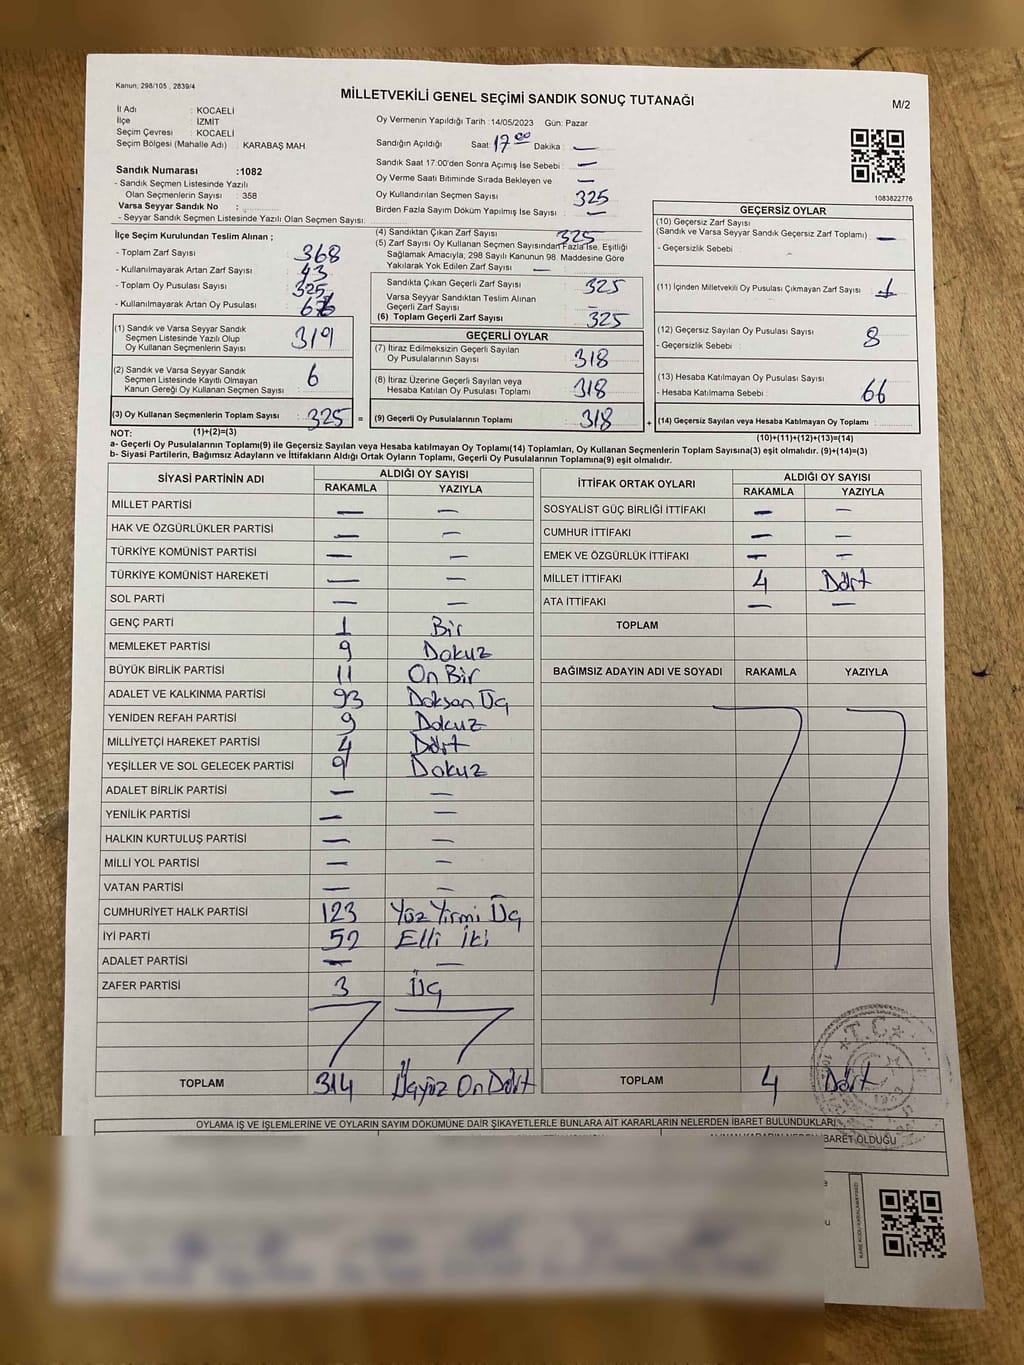 Kanun: 298/105 , 2839/4
MİLLETVEKİLİ GENEL SEÇİMİ SANDIK SONUÇ TUTANAĞI
M/2
İl Adı : KOCAELİ
İlçe : İZMİT
Seçim Çevresi : KOCAELİ
Seçim Bölgesi (Mahalle Adı) : KARABAŞ MAH.
Oy Vermenin Yapıldığı Tarih :14/05/2023 Gün: Pazar
Sandığın Açıldığı Saat: 17 00 Dakika : —
Sandık Saat 17:00'den Sonra Açımış İse Sebebi : —
Oy Verme Saati Bitiminde Sırada Bekleyen ve —
Oy Kullandırılan Seçmen Sayısı 325
Birden Fazla Sayım Döküm Yapılmış İse Sayısı : —
Sandık Numarası :1082
- Sandık Seçmen Listesinde Yazılı
Olan Seçmenlerin Sayısı : 358
Varsa Seyyar Sandık No :
- Seyyar Sandık Seçmen Listesinde Yazılı Olan Seçmen Sayısı:
1083822776
İlçe Seçim Kurulundan Teslim Alınan ;
- Toplam Zarf Sayısı : 368
- Kullanılmayarak Artan Zarf Sayısı : 43
- Toplam Oy Pusulası Sayısı : 325
- Kullanılmayarak Artan Oy Pusulası :
(4) Sandıktan Çıkan Zarf Sayısı 325
(5) Zarf Sayısı Oy Kullanan Seçmen Sayısından Fazla İse, Eşitliği
Sağlamak Amacıyla; 298 Sayılı Kanunun 98. Maddesine Göre
Yakılarak Yok Edilen Zarf Sayısı : —
Sandıkta Çıkan Geçerli Zarf Sayısı : 325
Varsa Seyyar Sandıktan Teslim Alınan
Geçerli Zarf Sayısı : —
(6) Toplam Geçerli Zarf Sayısı : 325
GEÇERSİZ OYLAR
(10) Geçersiz Zarf Sayısı
(Sandık ve Varsa Seyyar Sandık Geçersiz Zarf Toplamı) : —
- Geçersizlik Sebebi :
(11) İçinden Milletvekili Oy Pusulası Çıkmayan Zarf Sayısı :
(12) Geçersiz Sayılan Oy Pusulası Sayısı : 8
- Geçersizlik Sebebi :
(13) Hesaba Katılmayan Oy Pusulası Sayısı
- Hesaba Katılmama Sebebi : 66
(14) Geçersiz Sayılan veya Hesaba Katılmayan Oy Pusulası Toplamı :
(10)+(11)+(12)+(13)=(14)
(1) Sandık ve Varsa Seyyar Sandık
Seçmen Listesinde Yazılı Olup
Oy Kullanan Seçmenlerin Sayısı : 319
(2) Sandık ve Varsa Seyyar Sandık
Seçmen Listesinde Kayıtlı Olmayan
Kanun Gereği Oy Kullanan Seçmen Sayısı : 6
(3) Oy Kullanan Seçmenlerin Toplam Sayısı : 325 =
(1)+(2)=(3)
GEÇERLİ OYLAR
(7) İtiraz Edilmeksizin Geçerli Sayılan
Oy Pusulalarının Sayısı : 318
(8) İtiraz Üzerine Geçerli Sayılan veya
Hesaba Katılan Oy Pusulası Toplamı : 318
(9) Geçerli Oy Pusulalarının Toplamı : 318 +
NOT:
a- Geçerli Oy Pusulalarının Toplamı(9) ile Geçersiz Sayılan veya Hesaba katılmayan Oy Toplamı(14) Toplamları, Oy Kullanan Seçmenlerin Toplam Sayısına(3) eşit olmalıdır. (9)+(14)=(3)
b- Siyasi Partilerin, Bağımsız Adayların ve İttifakların Aldığı Ortak Oyların Toplamı, Geçerli Oy Pusulalarının Toplamına(9) eşit olmalıdır.
SİYASİ PARTİNİN ADI ALDIĞI OY SAYISI
RAKAMLA YAZIYLA
MİLLET PARTİSİ — —
HAK VE ÖZGÜRLÜKLER PARTİSİ — —
TÜRKİYE KOMÜNİST PARTİSİ — —
TÜRKİYE KOMÜNİST HAREKETİ — —
SOL PARTİ — —
GENÇ PARTİ 1 Bir
MEMLEKET PARTİSİ 9 Dokuz
BÜYÜK BİRLİK PARTİSİ 11 On Bir
ADALET VE KALKINMA PARTİSİ 93 Doksan Üç
YENİDEN REFAH PARTİSİ 9 Dokuz
MİLLİYETÇİ HAREKET PARTİSİ 4 Dört
YEŞİLLER VE SOL GELECEK PARTİSİ 9 Dokuz
ADALET BİRLİK PARTİSİ — —
YENİLİK PARTİSİ — —
HALKIN KURTULUŞ PARTİSİ — —
MİLLİ YOL PARTİSİ — —
VATAN PARTİSİ — —
CUMHURİYET HALK PARTİSİ 123 Yüz Yirmi Üç
İYİ PARTİ 52 Elli İki
ADALET PARTİSİ — —
ZAFER PARTİSİ 3 Üç
TOPLAM 314 Üçyüz On Dört
İTTİFAK ORTAK OYLARI ALDIĞI OY SAYISI
RAKAMLA YAZIYLA
SOSYALİST GÜÇ BİRLİĞİ İTTİFAKI — —
CUMHUR İTTİFAKI — —
EMEK VE ÖZGÜRLÜK İTTİFAKI — —
MİLLET İTTİFAKI 4 Dört
ATA İTTİFAKI — —
TOPLAM
BAĞIMSIZ ADAYIN ADI VE SOYADI RAKAMLA YAZIYLA
TOPLAM 4 Dört
T.C.
OYLAMA İŞ VE İŞLEMLERİNE VE OYLARIN SAYIM DÖKÜMÜNE DAİR ŞİKAYETLERLE BUNLARA AİT KARARLARIN NELERDEN İBARET BULUNDUKLARI
BARET OLDUĞU